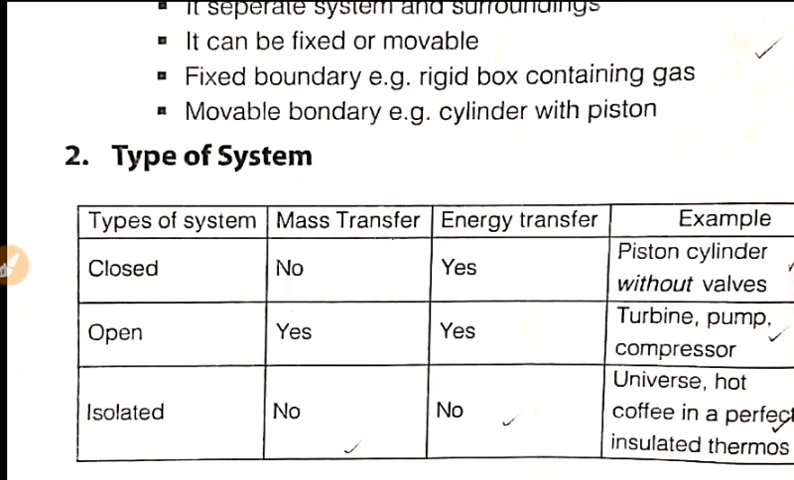 It seperate system and surroundings
It can be fixed or movable
Fixed boundary e.g. rigid box containing gas
Movable bondary e.g. cylinder with piston
2. Type of System
Types of system Mass Transfer Energy transfer Example
Closed No Yes Piston cylinder
without valves
Open Yes Yes Turbine, pump,
compressor
Isolated No No Universe, hot
coffee in a perfect
insulated thermos